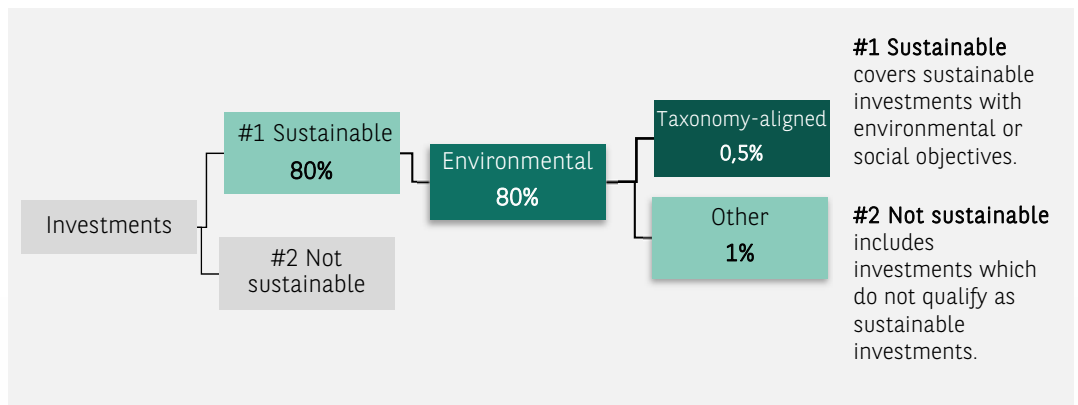 Investments
#1 Sustainable
80%
#2 Not
sustainable
Environmental
80%
Taxonomy-aligned
0,5%
Other
1%
#1 Sustainable
covers sustainable
investments with
environmental or
social objectives.
#2 Not sustainable
includes
investments which
do not qualify as
sustainable
investments.